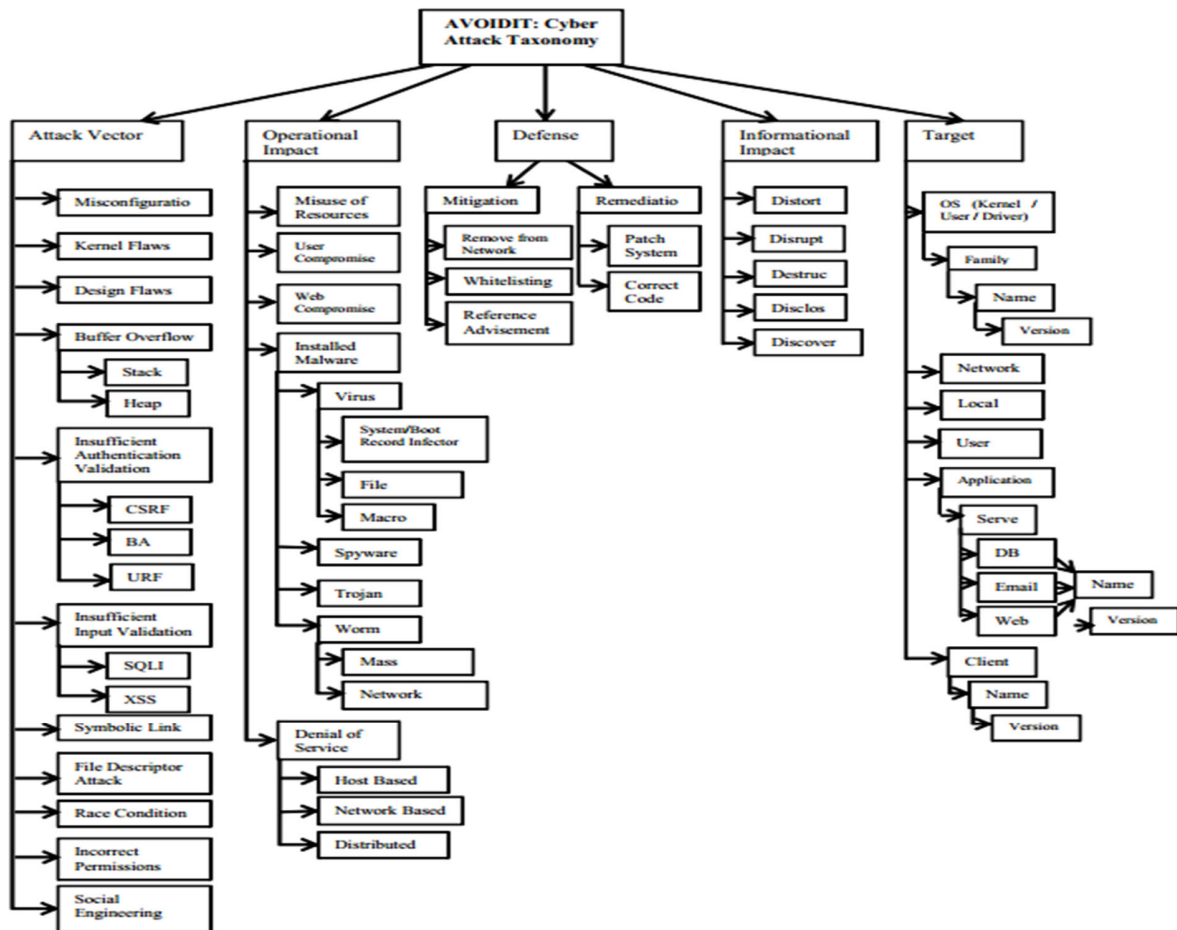 AVOIDIT: Cyber
Attack Taxonomy
Attack Vector
Misconfiguratio
Kernel Flaws
Design Flaws
Buffer Overflow
Stack
Heap
Insufficient
Authentication
Validation
CSRF
BA
URF
Insufficient
Input Validation
SQLI
XSS
Symbolic Link
File Descriptor
Attack
Race Condition
Incorrect
Permissions
Social
Engineering
Operational
Impact
Misuse of
Resources
User
Compromise
Web
Compromise
Installed
Malware
Virus
System/Boot
Record Infector
File
Macro
Spyware
Trojan
Worm
Mass
Network
Denial of
Service
Host Based
Network Based
Distributed
Defense
Mitigation
Remove from
Network
Whitelisting
Reference
Advisement
Remediatio
Patch
System
Correct
Code
Informational
Impact
Distort
Disrupt
Destruc
Disclos
Discover
Target
OS (Kernel /
User / Driver)
Family
Name
Version
Network
Local
User
Application
Serve
DB
Email
Web
Name
Version
Client
Name
Version